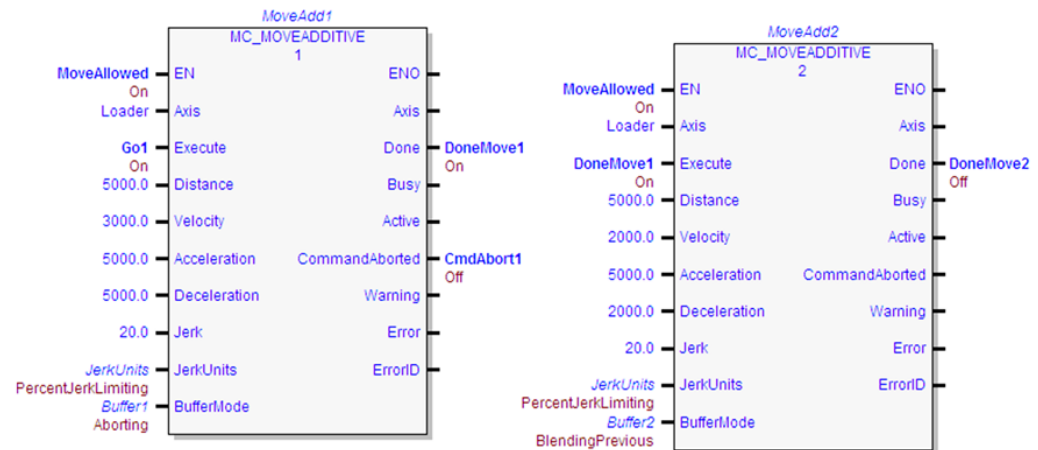 MoveAdd1
MC_MOVEADDITIVE
1
MoveAllowed EN ENO
On
Loader Axis Axis
Go1 Execute Done DoneMove1
On On
5000.0 Distance Busy
3000.0 Velocity Active
5000.0 Acceleration CommandAborted CmdAbort1
Off
5000.0 Deceleration Warning
20.0 Jerk Error
JerkUnits JerkUnits ErrorID
PercentJerkLimiting
Buffer1 BufferMode
Aborting
MoveAdd2
MC_MOVEADDITIVE
2
MoveAllowed EN ENO
On
Loader Axis Axis
DoneMove1 Execute Done DoneMove2
On Off
5000.0 Distance Busy
2000.0 Velocity Active
5000.0 Acceleration CommandAborted
2000.0 Deceleration Warning
20.0 Jerk Error
JerkUnits JerkUnits ErrorID
PercentJerkLimiting
Buffer2 BufferMode
BlendingPrevious